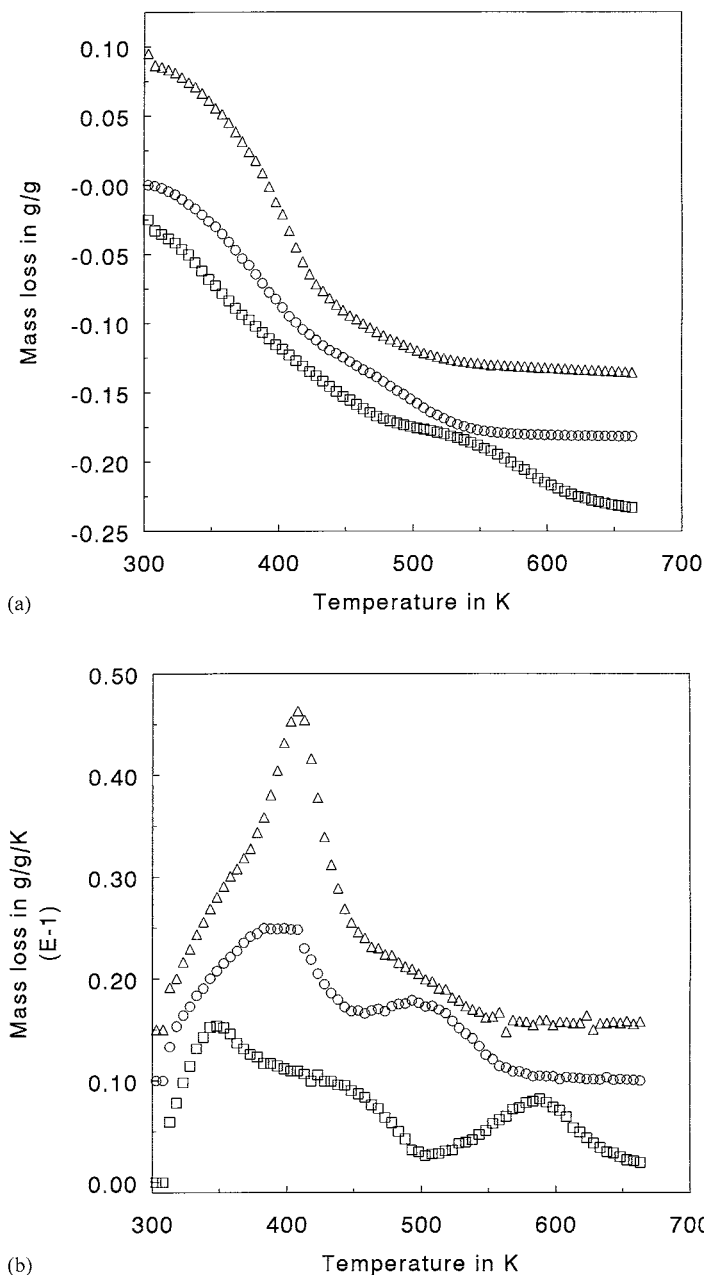 0.10
0.05
-0.00
-0.05
-0.10
-0.15
-0.20
-0.25
Mass loss in g/g
300 400 500 600 700
Temperature in K
(a)
0.50
0.40
0.30
0.20
0.10
0.00
Mass loss in g/g/K
(E-1)
300 400 500 600 700
Temperature in K
(b)